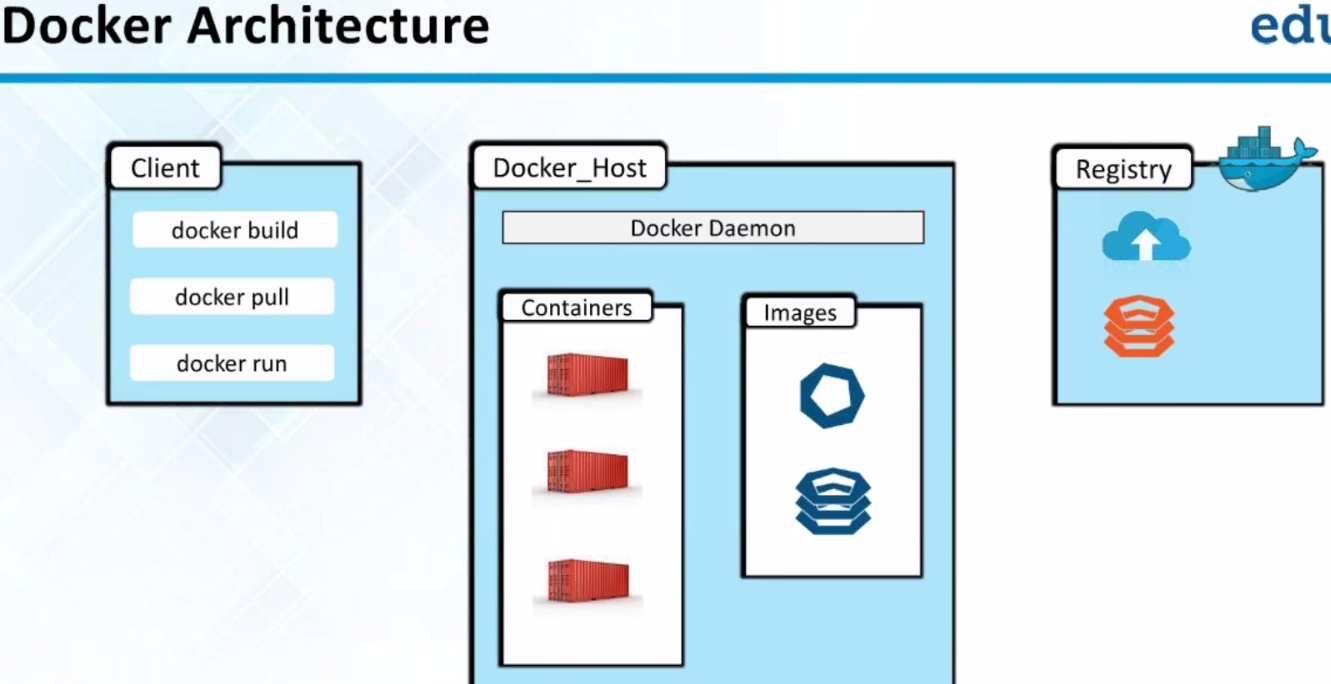 Docker Architecture
edu
Client
docker build
docker pull
docker run
Docker_Host
Docker Daemon
Containers
Images
Registry